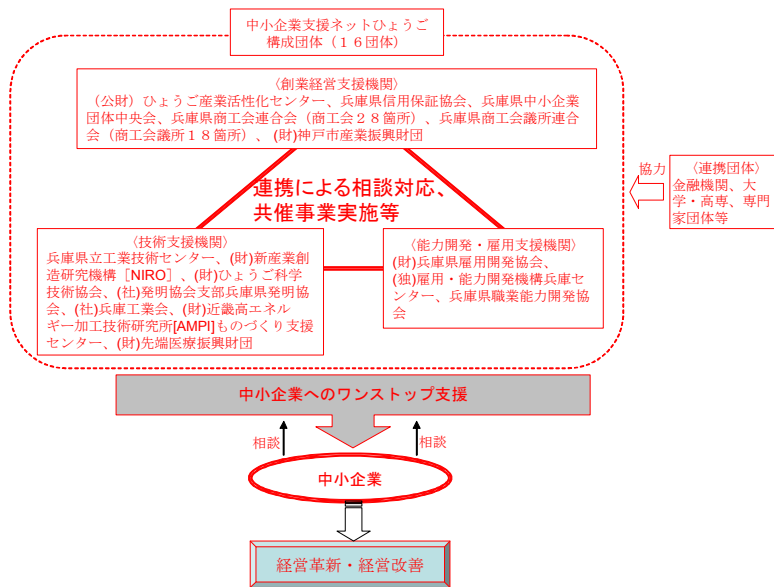 中小企業支援ネットひょうご
構成団体（１６団体）
〈創業経営支援機関〉
（公財）ひょうご産業活性化センター、兵庫県信用保証協会、兵庫県中小企業
団体中央会、兵庫県商工会連合会（商工会２８箇所）、兵庫県商工会議所連合
会（商工会議所１８箇所）、(財)神戸市産業振興財団
協力
〈連携団体〉
金融機関、大
学・高専、専門
家団体等
連携による相談対応、
共催事業実施等
〈技術支援機関〉
兵庫県立工業技術センター、(財)新産業創
造研究機構［NIRO］、(財)ひょうご科学
技術協会、(社)発明協会支部兵庫県発明協
会、(社)兵庫工業会、(財)近畿高エネル
ギー加工技術研究所[AMPI]ものづくり支援
センター、(財)先端医療振興財団
〈能力開発・雇用支援機関〉
(財)兵庫県雇用開発協会、
(独)雇用・能力開発機構兵庫セ
ンター、兵庫県職業能力開発協
会
中小企業へのワンストップ支援
相談
相談
中小企業
経営革新・経営改善